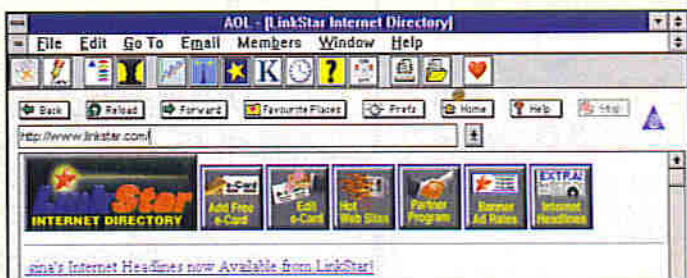 AOL - [LinkStar Internet Directory]
File Edit Go To Email Members Window Help
K ?
Back Reload Forward Favourite Places Prefs Home Help Stop
http://www.linkstar.com/
LinkStar
INTERNET DIRECTORY
e-Card
Add Free
e-Card
Edit
e-Card
Hot
Web Sites
Partner
Program
Banner
Ad Rates
EXTRA!
Internet
Headlines
sina's Internet Headlines now Available from LinkStar!